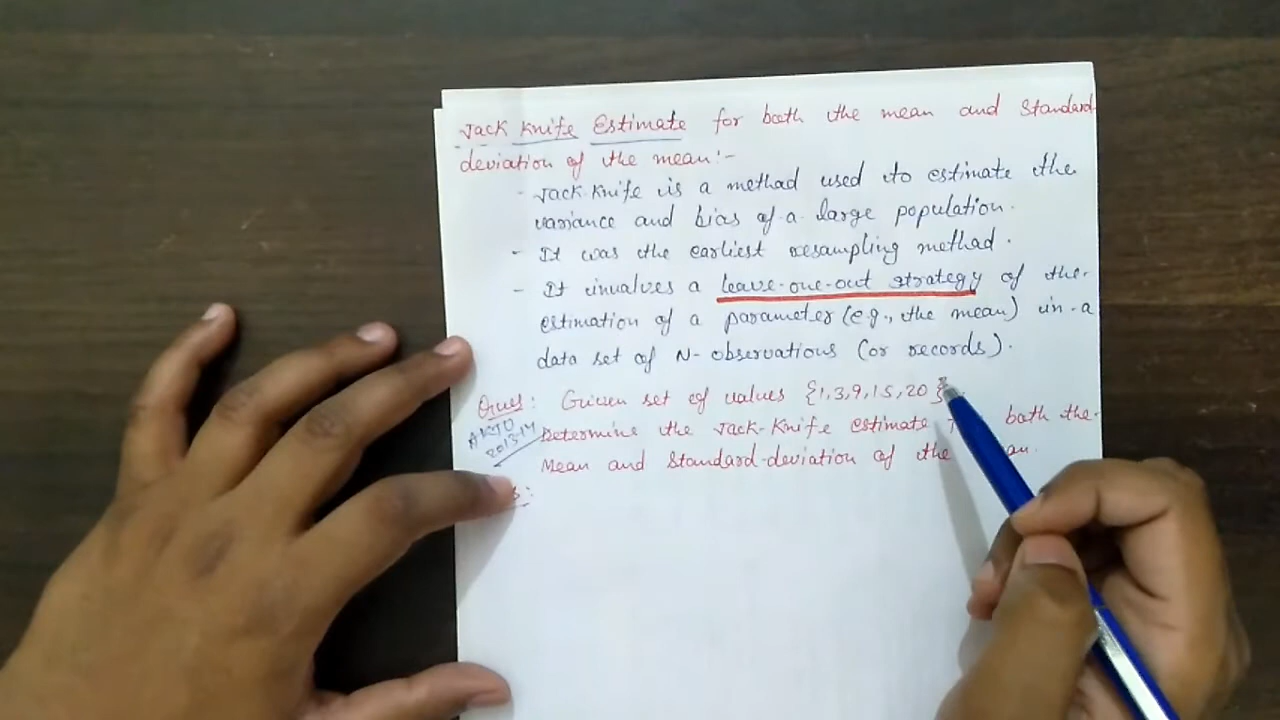 Jack Knife Estimate for both the mean and Standard
deviation of the mean:-
- Jack-Knife is a method used to estimate the
variance and bias of a large population.
- It was the earliest resampling method.
- It involves a leave-one-out strategy of the
estimation of a parameter (e.g., the mean) in a
data set of N-observations (or records).
Ques: Given set of values {1,3,9,15,20}
AKTU
2013-14
Determine the Jack-Knife estimate both the
Mean and Standard-deviation of the